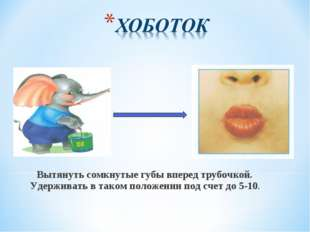 *ХОБОТОК
Вытянуть сомкнутые губы вперед трубочкой.
Удерживать в таком положении под счет до 5-10.